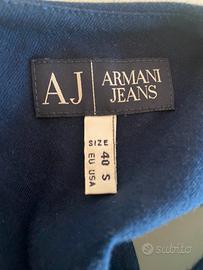 AJ
ARMANI
JEANS
SIZE 40 S
EU USA
subito